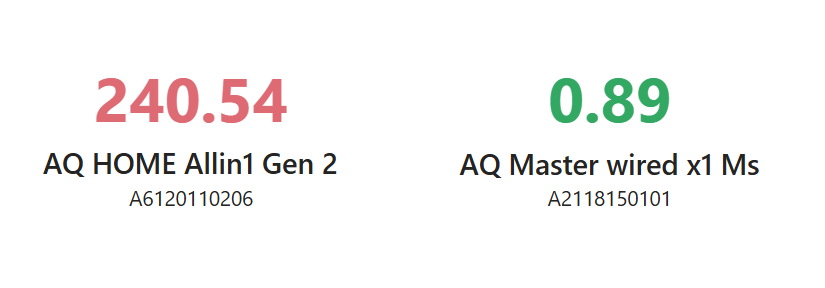 240.54
AQ HOME Allin1 Gen 2
A6120110206
0.89
AQ Master wired x1 Ms
A2118150101